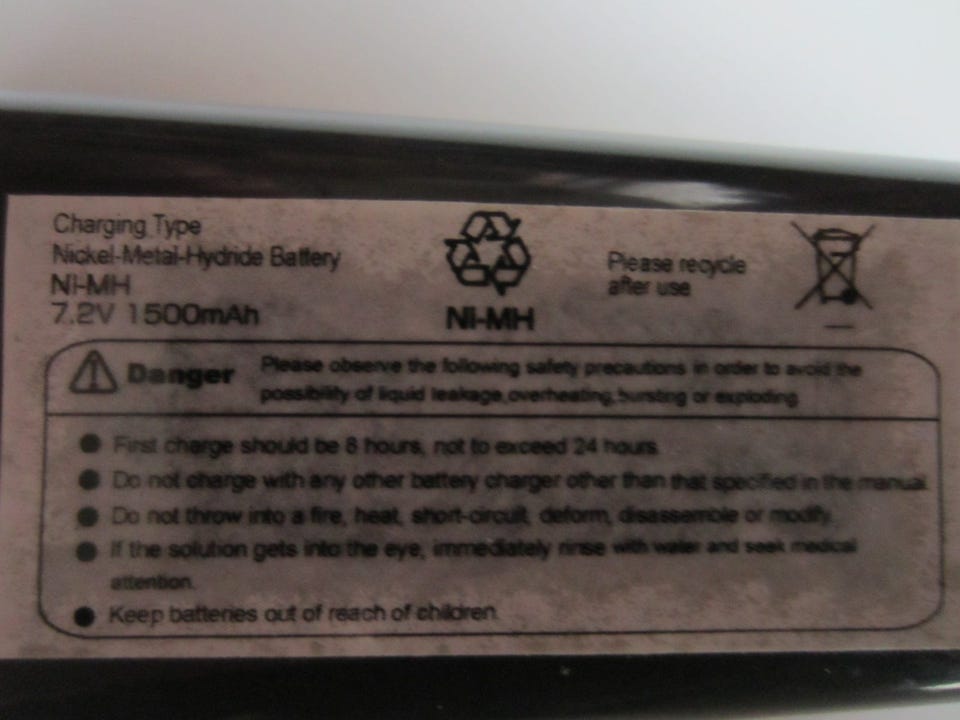 Charging Type
Nickel-Metal-Hydride Battery
NI-MH
7.2V 1500mAh
NI-MH
Please recycle
after use
Danger
Please observe the following safety precautions in order to avoid the
possibility of liquid leakage,overheating,bursting or exploding.
● First charge should be 8 hours, not to exceed 24 hours.
● Do not charge with any other battery charger other than that specified in the manual.
● Do not throw into a fire, heat, short-circuit, deform, disassemble or modify.
● If the solution gets into the eye, immediately rinse with water and seek medical
attention.
● Keep batteries out of reach of children.